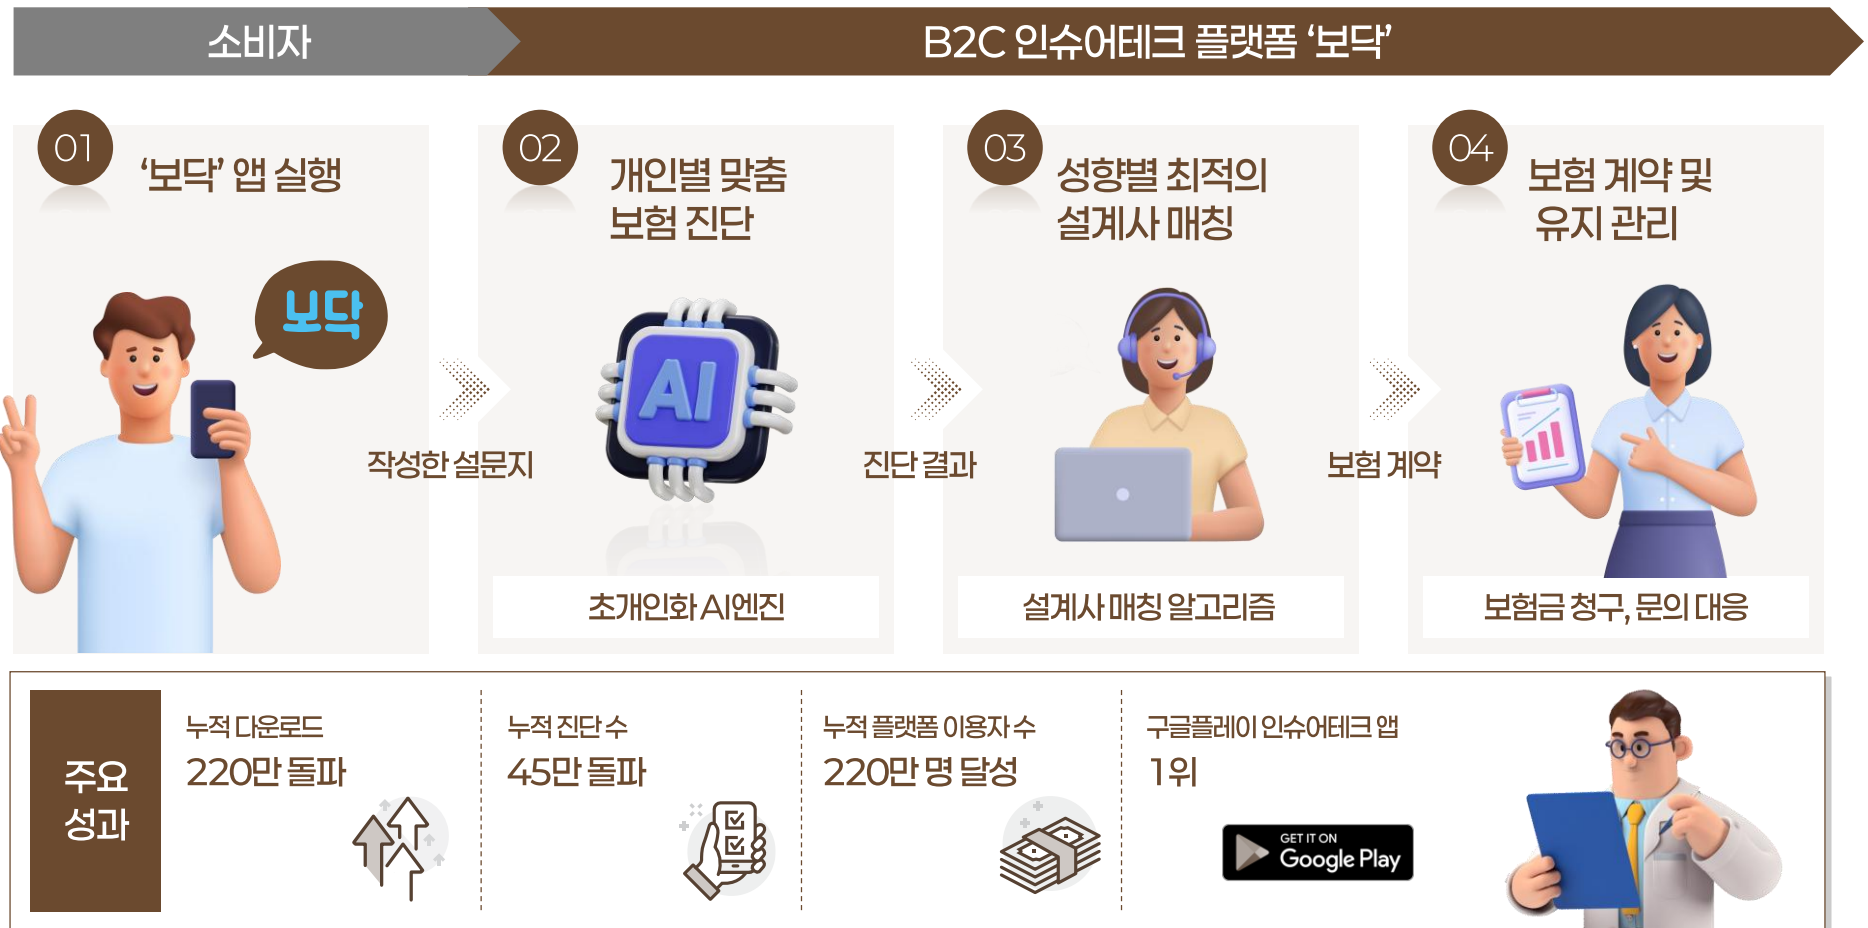 소비자
B2C 인슈어테크 플랫폼 ‘보닥’
01
‘보닥’ 앱 실행
보닥
작성한 설문지
02
개인별 맞춤
보험 진단
AI
초개인화 AI엔진
진단 결과
03
성향별 최적의
설계사 매칭
설계사 매칭 알고리즘
보험 계약
04
보험 계약 및
유지 관리
보험금 청구, 문의 대응
주요
성과
누적 다운로드
220만 돌파
누적 진단 수
45만 돌파
누적 플랫폼 이용자 수
220만 명 달성
구글플레이 인슈어테크 앱
1위
GET IT ON
Google Play